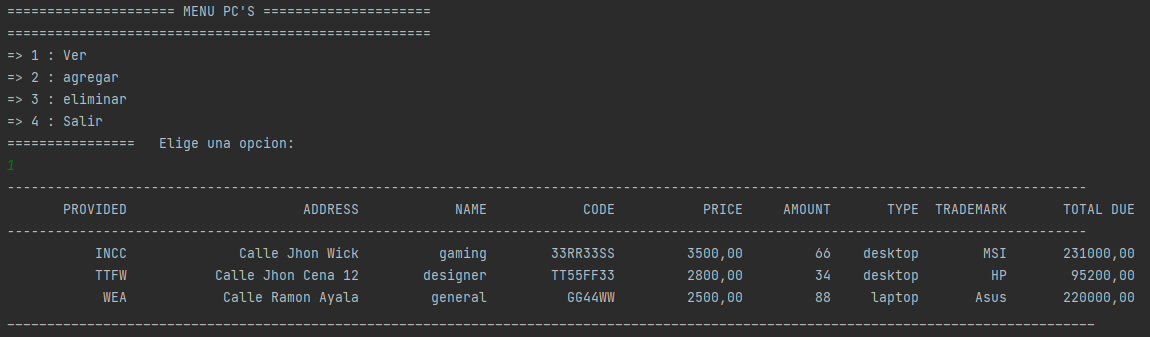 ===================== MENU PC'S =====================
=====================================================
=> 1 : Ver
=> 2 : agregar
=> 3 : eliminar
=> 4 : Salir
================   Elige una opcion:
1
---------------------------------------------------------------------------------------------------------------------------------------
PROVIDED ADDRESS NAME CODE PRICE AMOUNT TYPE TRADEMARK TOTAL DUE
---------------------------------------------------------------------------------------------------------------------------------------
INCC Calle Jhon Wick gaming 33RR33SS 3500,00 66 desktop MSI 231000,00
TTFW Calle Jhon Cena 12 designer TT55FF33 2800,00 34 desktop HP 95200,00
WEA Calle Ramon Ayala general GG44WW 2500,00 88 laptop Asus 220000,00
________________________________________________________________________________________________________________________________________